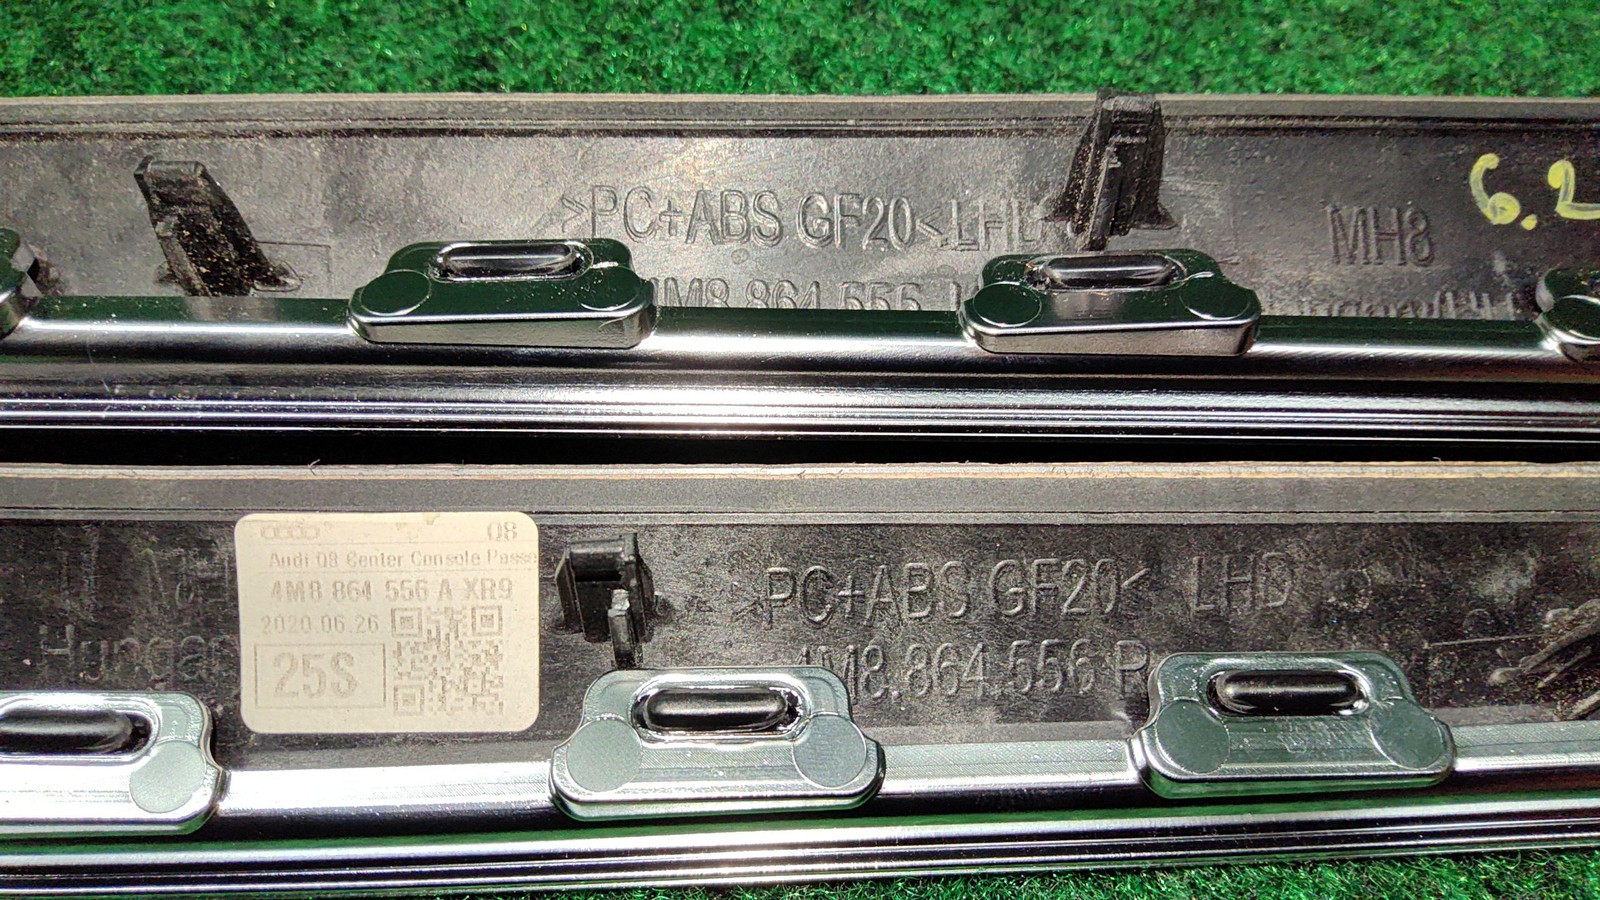 >PC+ABS GF20< LHD
4M8.864.556
MH8
6.2
Q8
Audi Q8 Center Console Passe
4M8 864 556 A XR9
2020.06.26
25S
Hungar
>PC+ABS GF20< LHD
4M8.864.556 P